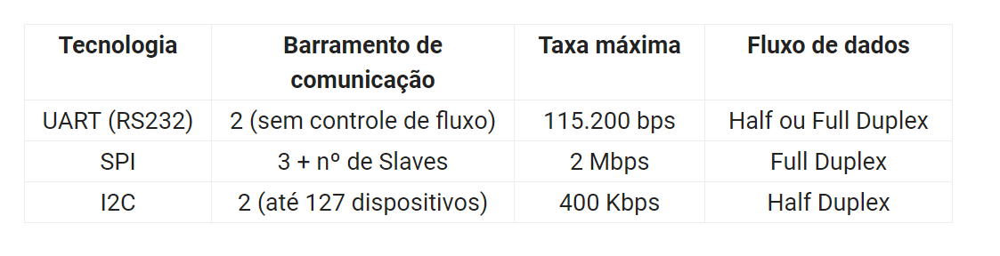 Tecnologia Barramento de comunicação Taxa máxima Fluxo de dados
UART (RS232) 2 (sem controle de fluxo) 115.200 bps Half ou Full Duplex
SPI 3 + nº de Slaves 2 Mbps Full Duplex
I2C 2 (até 127 dispositivos) 400 Kbps Half Duplex